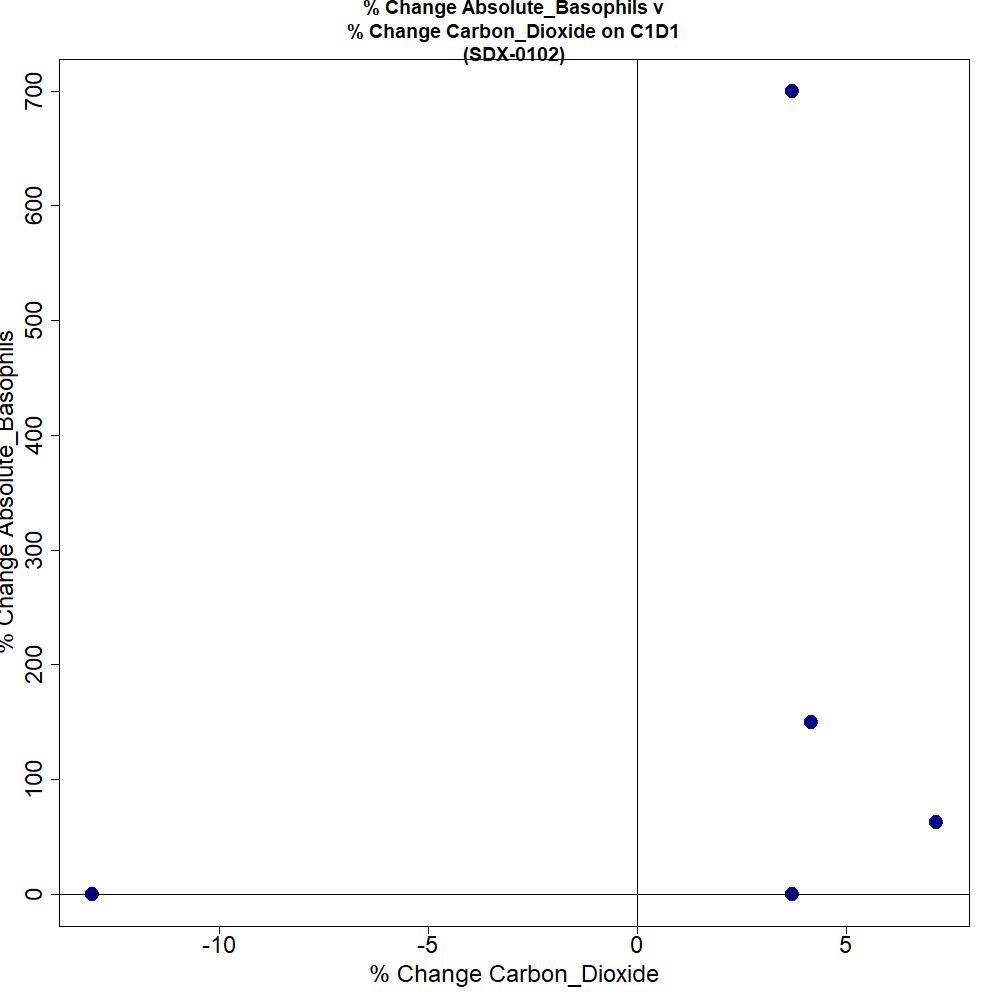 % Change Absolute_Basophils v
% Change Carbon_Dioxide on C1D1
(SDX-0102)
% Change Absolute_Basophils
700
600
500
400
300
200
100
0
-10
-5
0
5
% Change Carbon_Dioxide